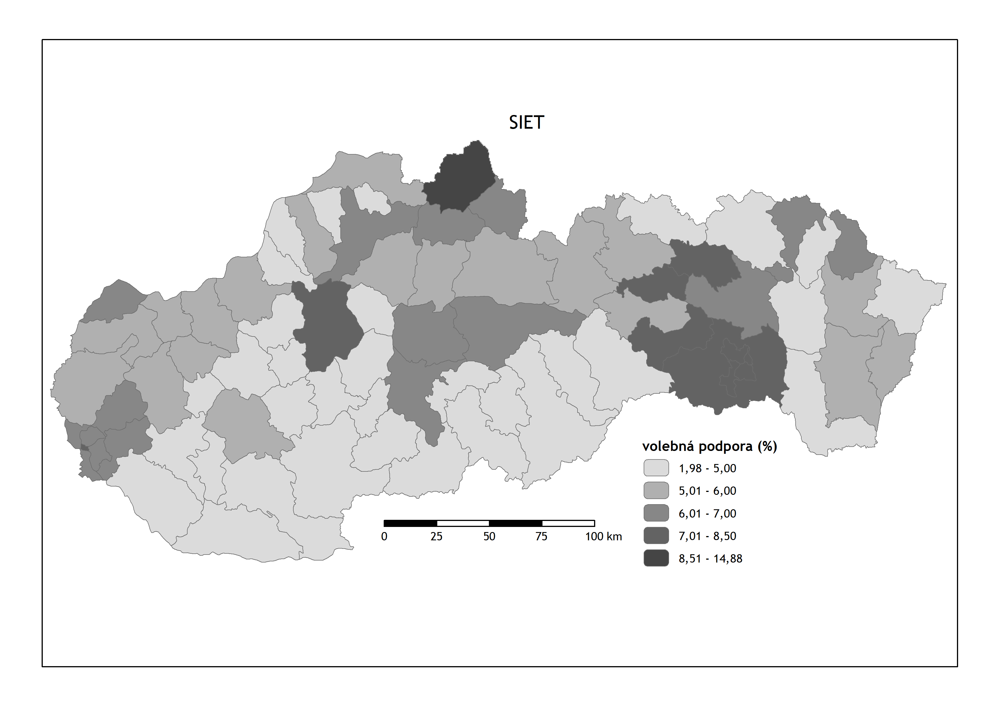 SIET
volebná podpora (%)
1,98 - 5,00
5,01 - 6,00
6,01 - 7,00
7,01 - 8,50
8,51 - 14,88
0 25 50 75 100 km